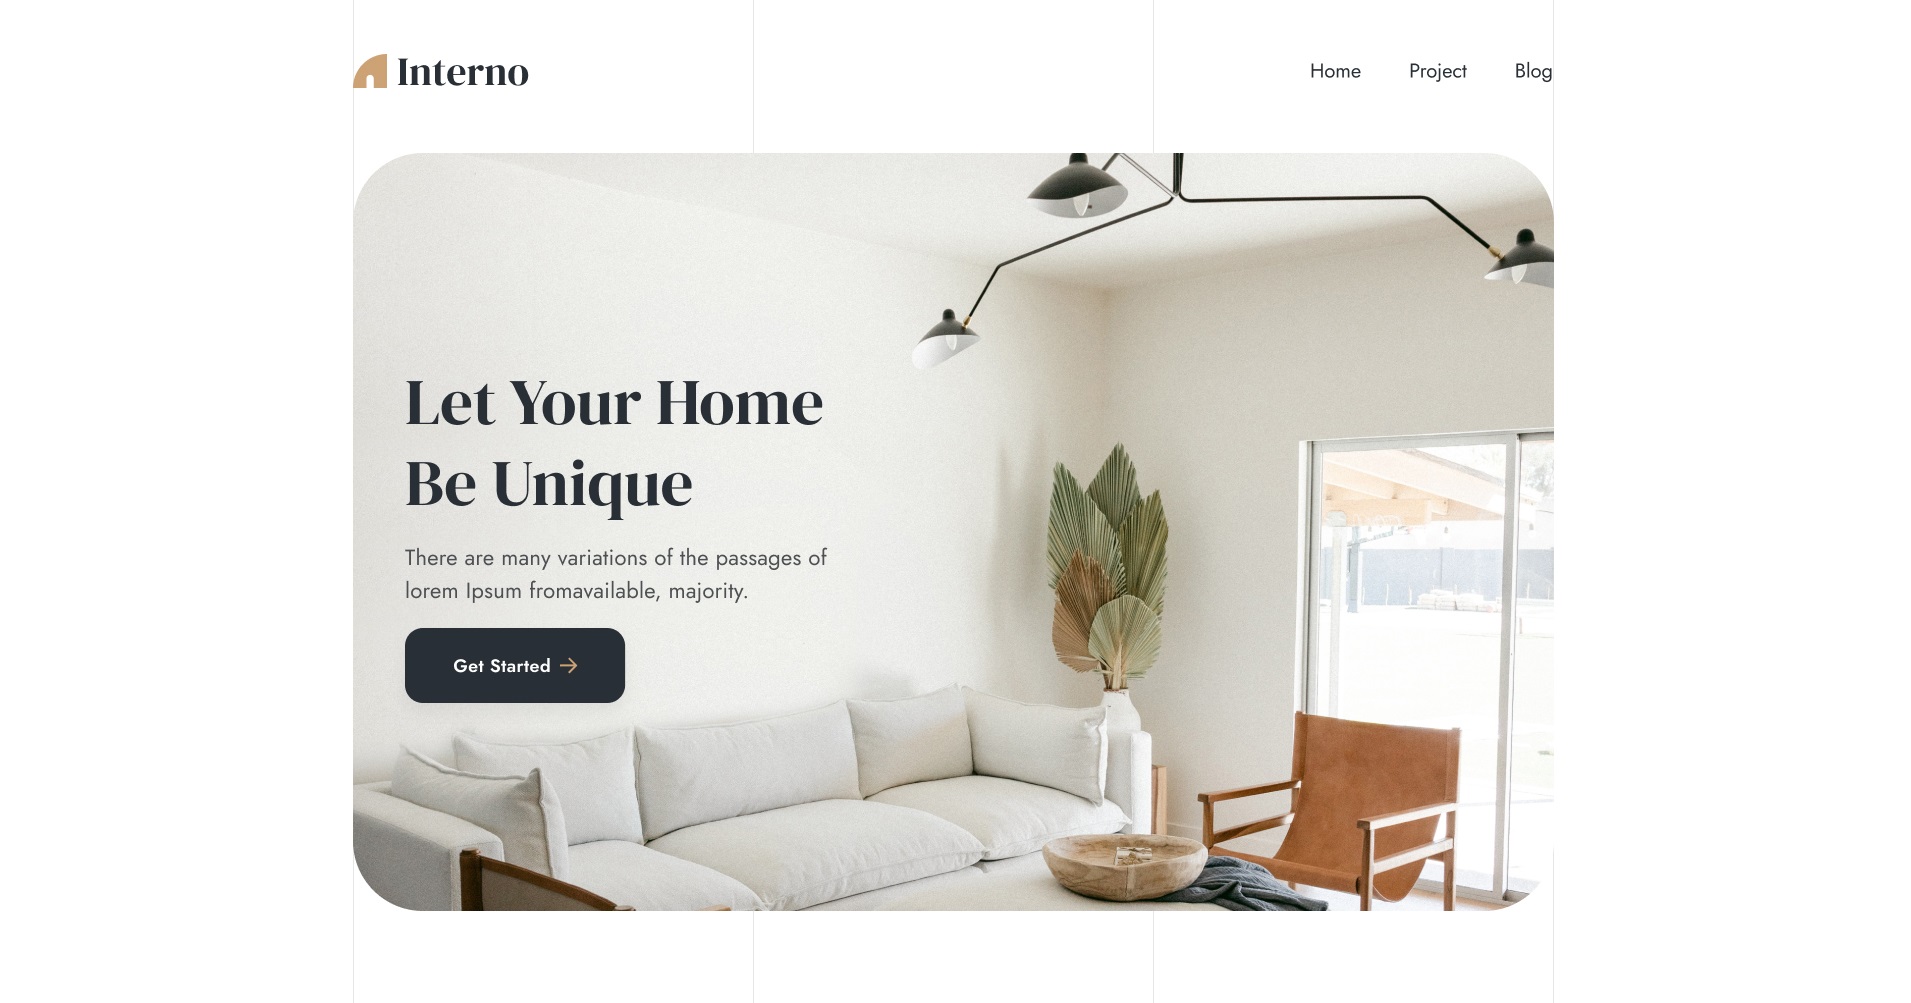 Interno
Home Project Blog
Let Your Home
Be Unique
There are many variations of the passages of
lorem Ipsum fromavailable, majority.
Get Started